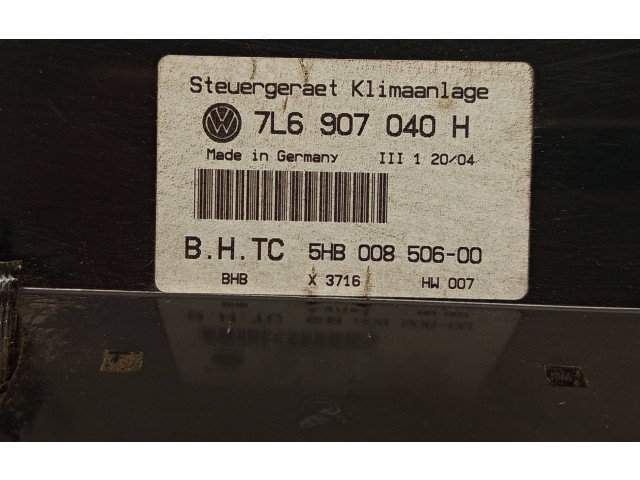 Steuergeraet Klimaanlage
7L6 907 040 H
Made in Germany III 1 20/04
B.H.TC 5HB 008 506-00
BHB X 3716 HW 007